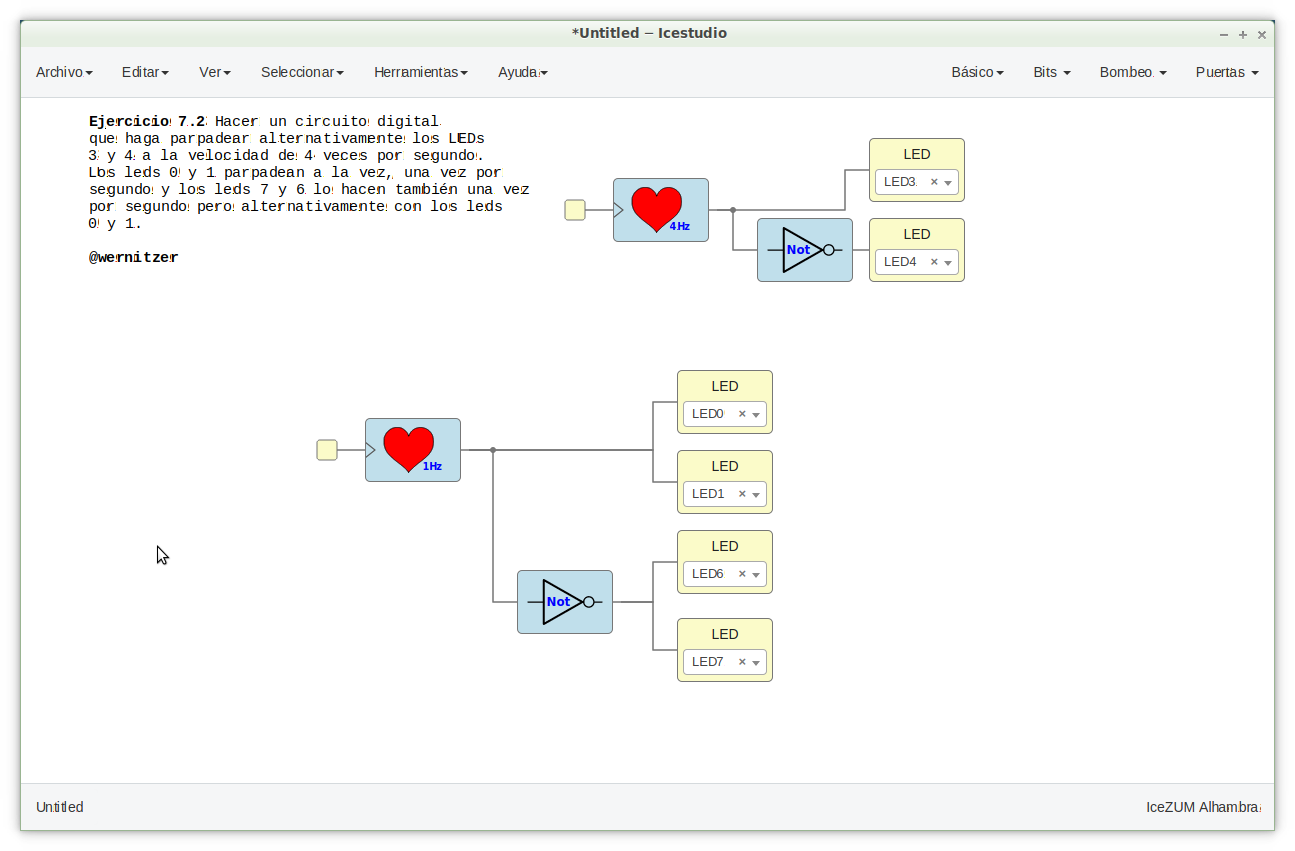 *Untitled − Icestudio
Archivo Editar Ver Seleccionar Herramientas Ayuda Básico Bits Bombeo Puertas
Ejercicio 7.2: Hacer un circuito digital
que haga parpadear alternativamente los LEDs
3 y 4 a la velocidad de 4 veces por segundo.
Los leds 0 y 1 parpadean a la vez, una vez por
segundo y los leds 7 y 6 lo hacen también una vez
por segundo pero alternativamente con los leds
0 y 1.
@wernitzer
4Hz
LED
LED3
Not
LED
LED4
1Hz
LED
LED0
LED
LED1
Not
LED
LED6
LED
LED7
Untitled
IceZUM Alhambra